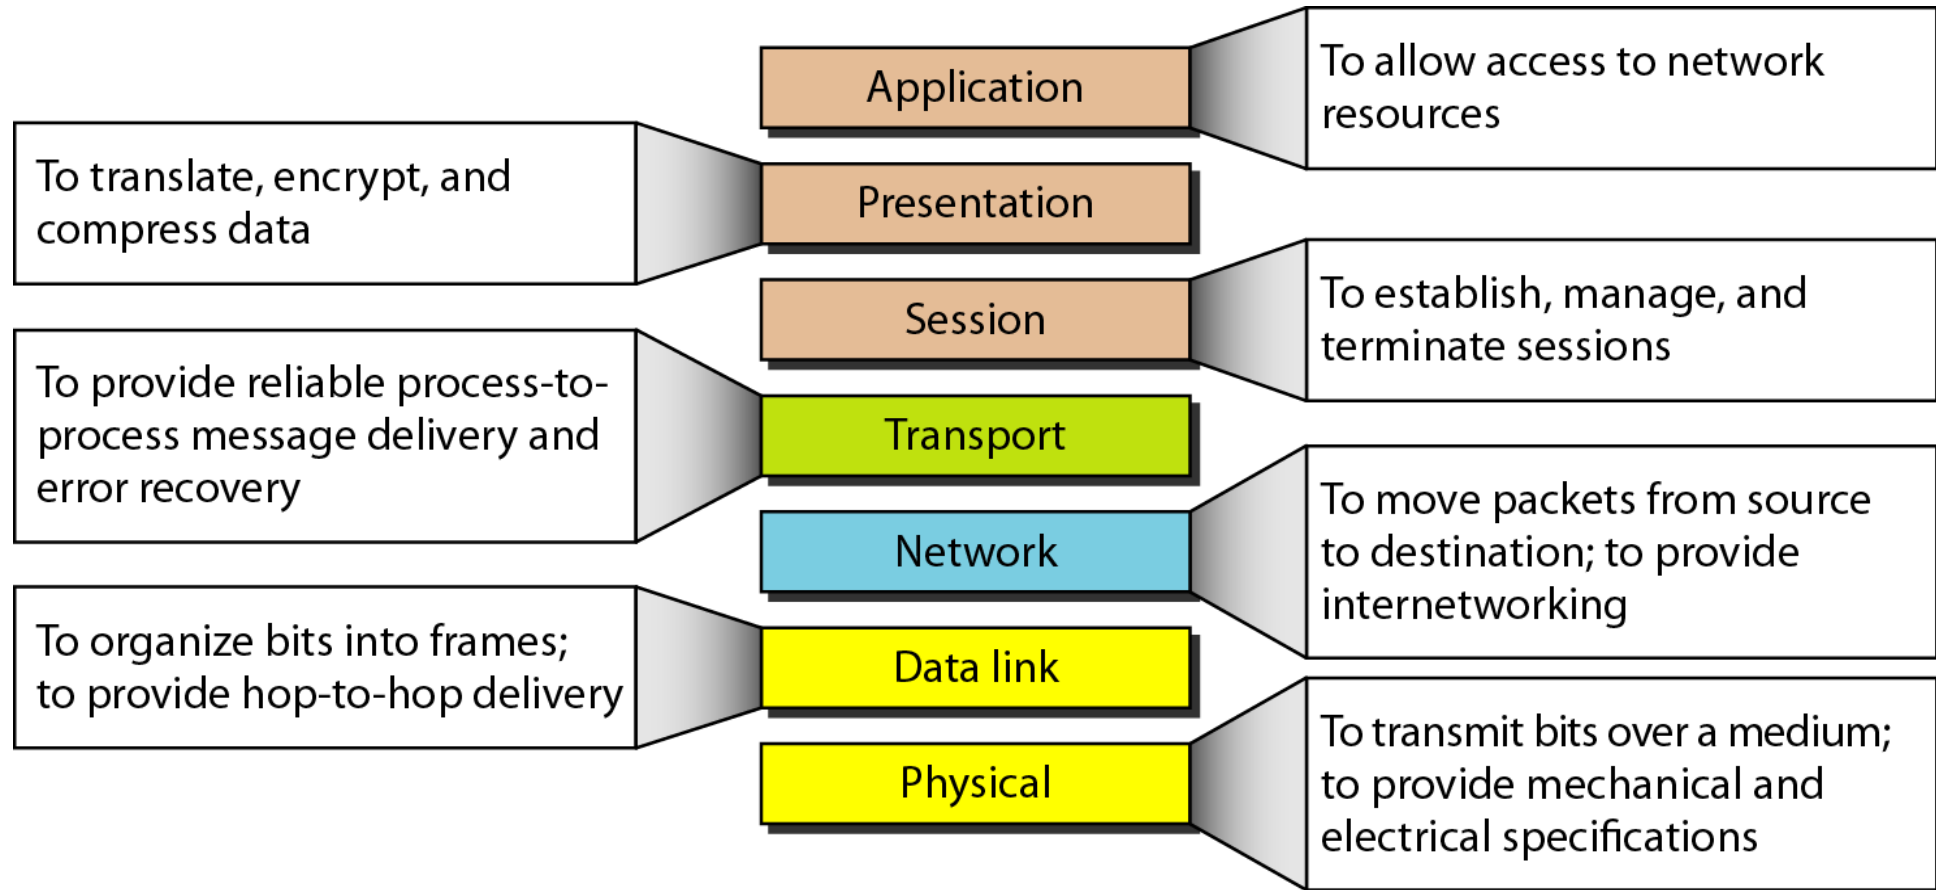 Application
To allow access to network
resources
To translate, encrypt, and
compress data
Presentation
Session
To establish, manage, and
terminate sessions
To provide reliable process-to-
process message delivery and
error recovery
Transport
Network
To move packets from source
to destination; to provide
internetworking
To organize bits into frames;
to provide hop-to-hop delivery
Data link
Physical
To transmit bits over a medium;
to provide mechanical and
electrical specifications